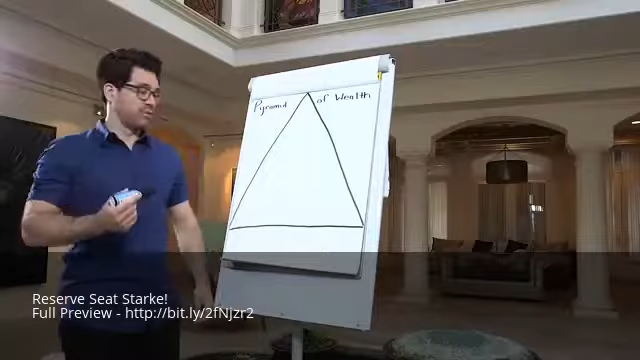 Pyramid of Wealth
Reserve Seat Starke!
Full Preview - http://bit.ly/2fNjzr2